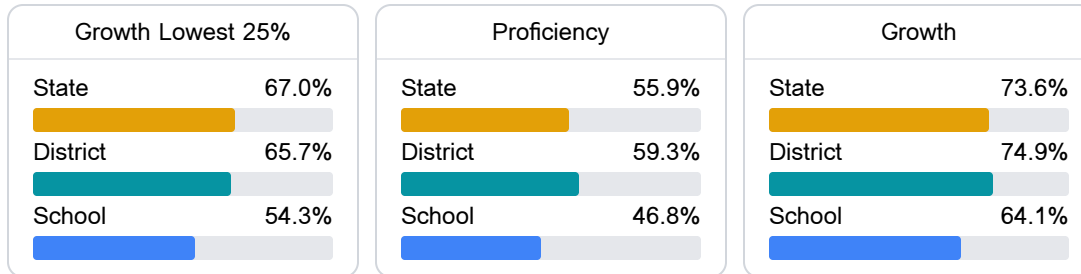 Growth Lowest 25%
State 67.0%
District 65.7%
School 54.3%
Proficiency
State 55.9%
District 59.3%
School 46.8%
Growth
State 73.6%
District 74.9%
School 64.1%